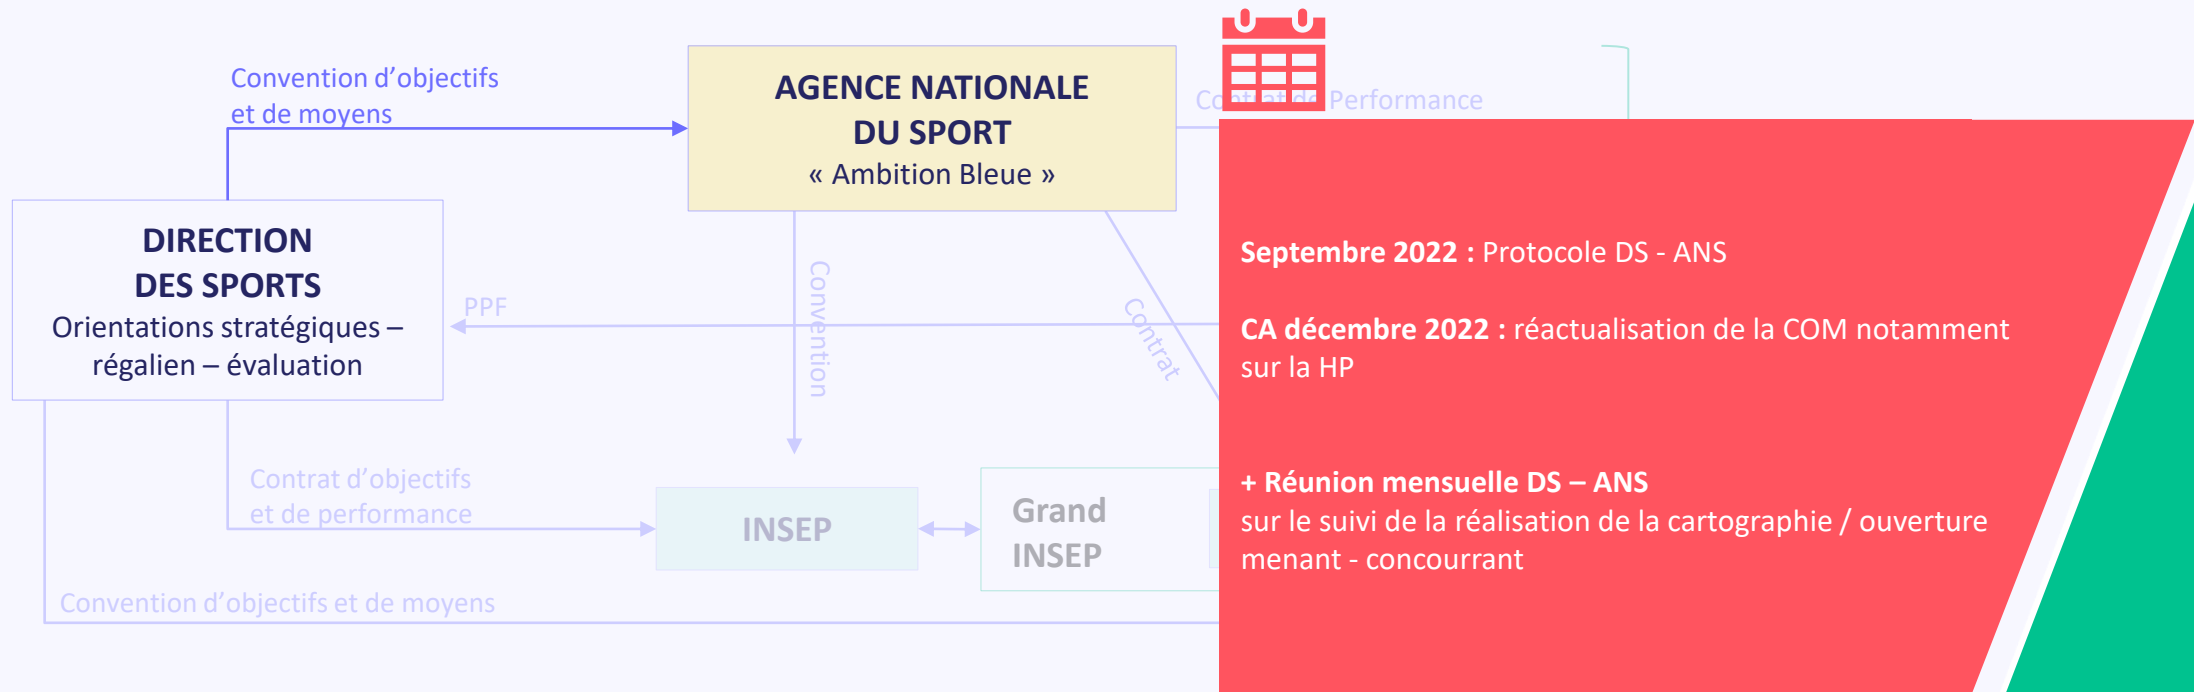 Convention d’objectifs
et de moyens
AGENCE NATIONALE
DU SPORT
« Ambition Bleue »
Contrat de Performance
DIRECTION
DES SPORTS
Orientations stratégiques –
régalien – évaluation
PPF
Convention
Contrat
Contrat d’objectifs
et de performance
INSEP
Grand
INSEP
Convention d’objectifs et de moyens
Septembre 2022 : Protocole DS - ANS
CA décembre 2022 : réactualisation de la COM notamment
sur la HP
+ Réunion mensuelle DS – ANS
sur le suivi de la réalisation de la cartographie / ouverture
menant - concourrant